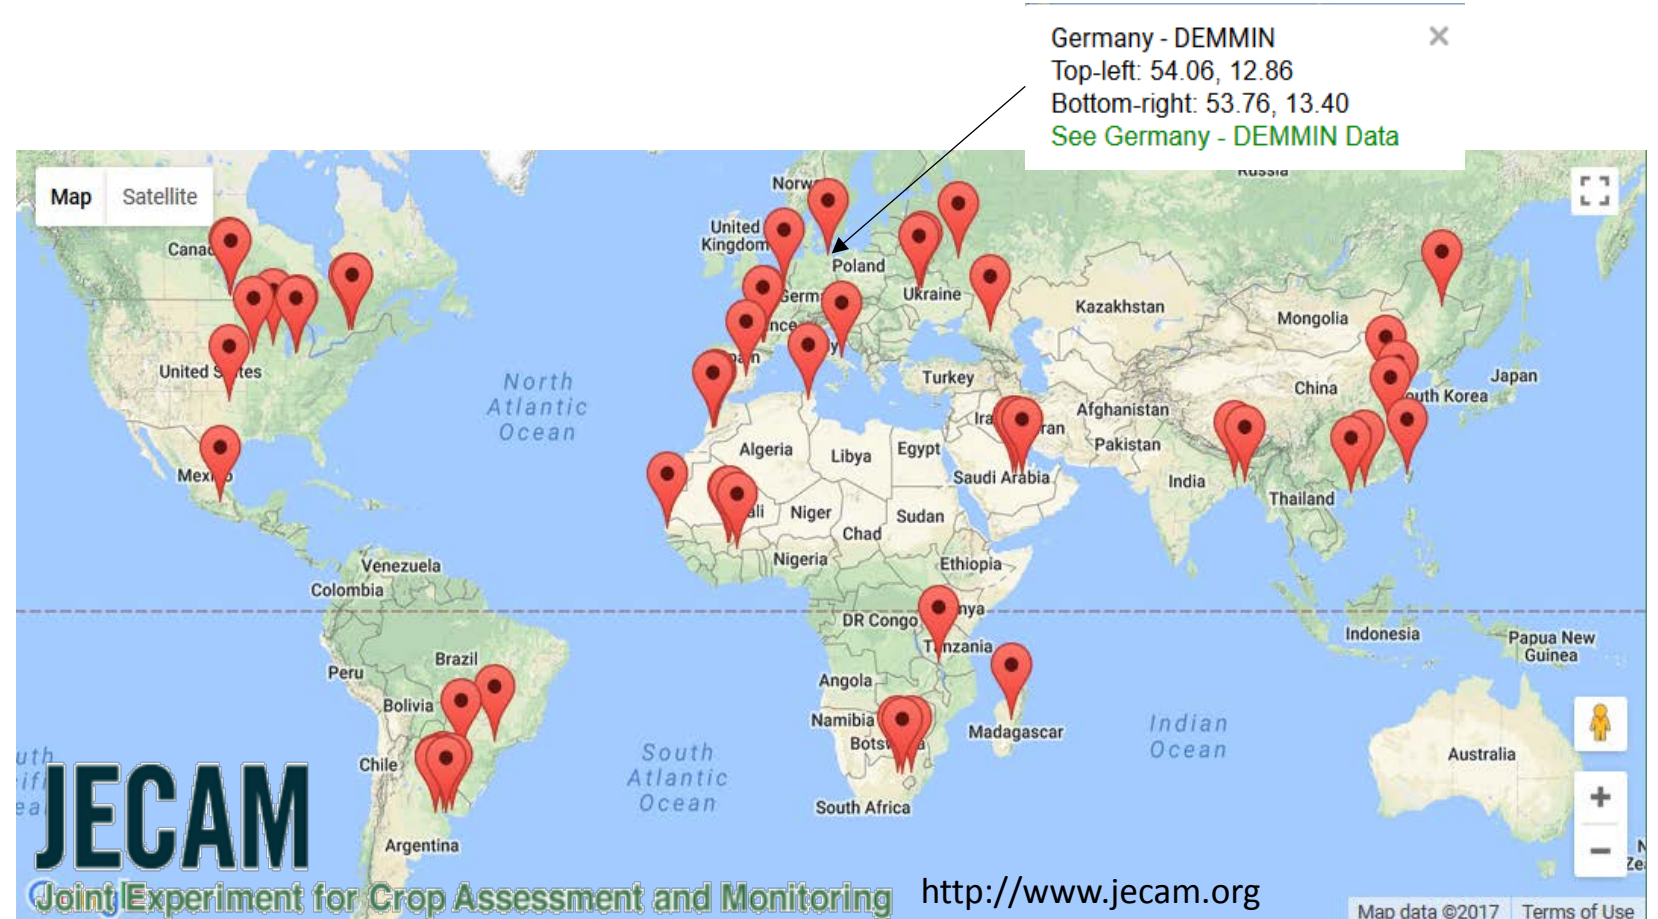 Germany - DEMMIN
Top-left: 54.06, 12.86
Bottom-right: 53.76, 13.40
See Germany - DEMMIN Data
Map
Satellite
Russia
United
Kingdom
Poland
Ukraine
Kazakhstan
Mongolia
Turkey
China
Japan
Afghanistan
Pakistan
North
Atlantic
Ocean
Algeria
Libya
Egypt
Saudi Arabia
India
Thailand
Niger
Chad
Sudan
Nigeria
Ethiopia
Venezuela
Colombia
DR Congo
Indonesia
Papua New
Guinea
Brazil
Peru
Bolivia
Angola
Namibia
Madagascar
Indian
Ocean
Australia
Chile
South
Atlantic
Ocean
South Africa
Argentina
JECAM
Joint Experiment for Crop Assessment and Monitoring
http://www.jecam.org
Map data ©2017
Terms of Use